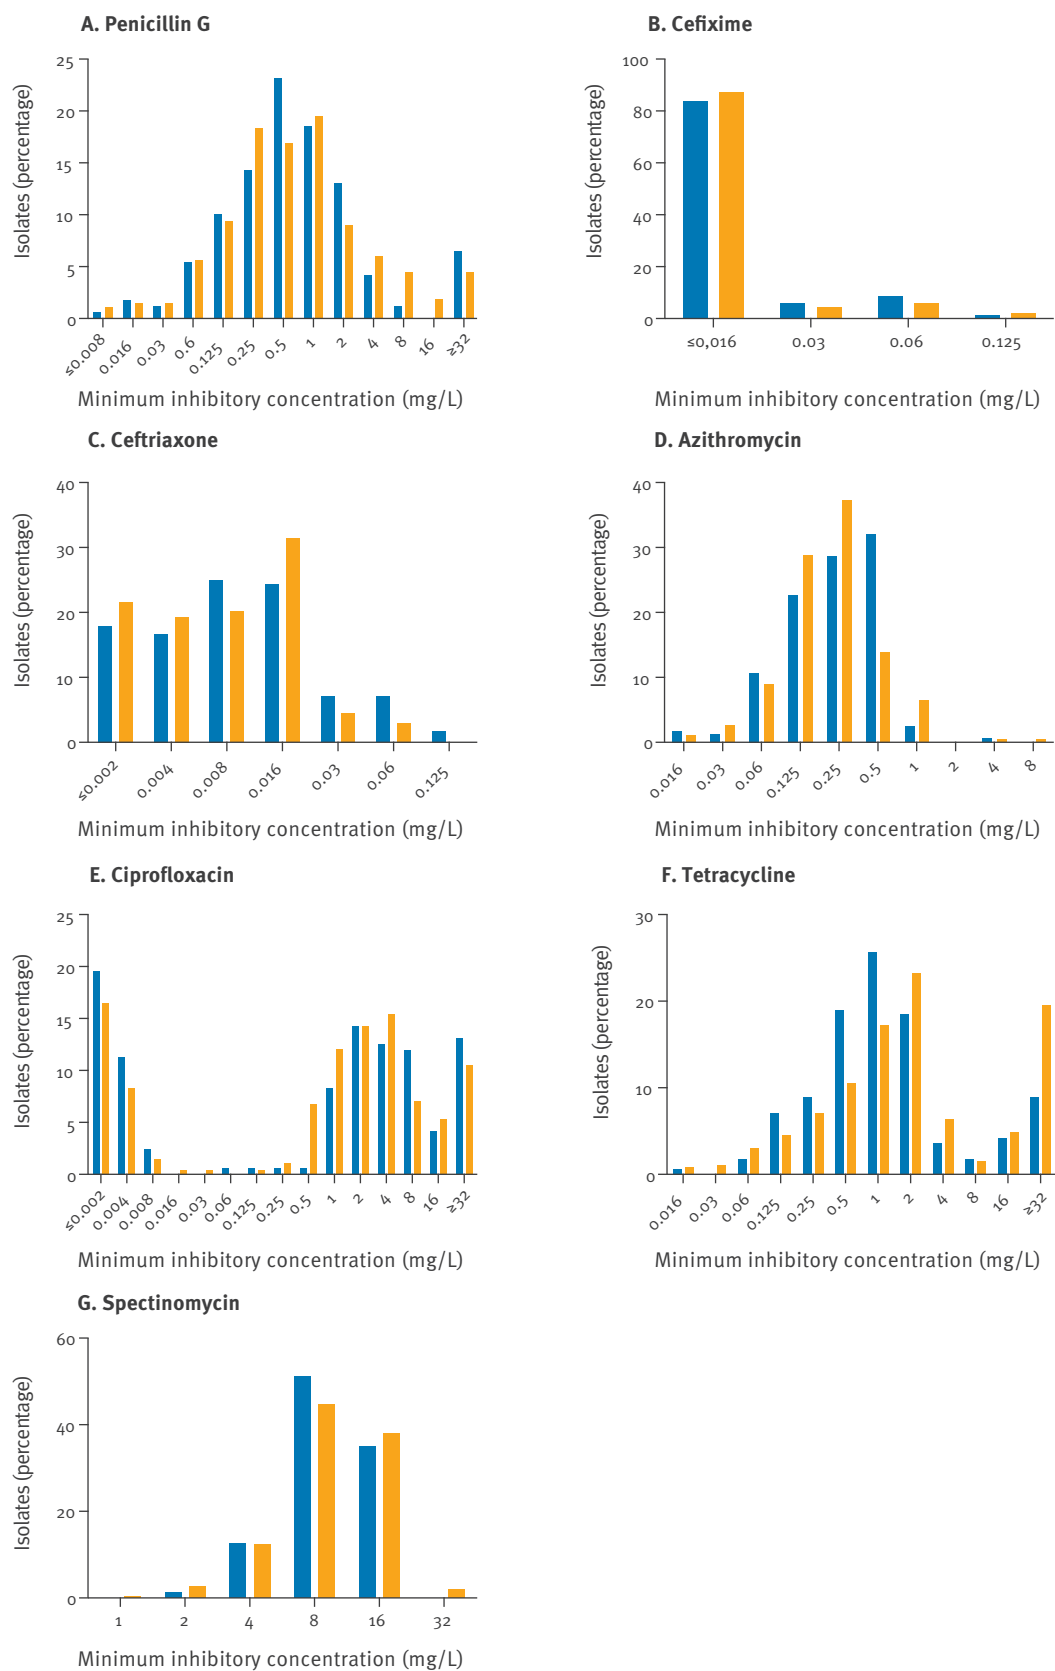 A. Penicillin G
Isolates (percentage)
25
20
15
10
5
0
≤0.008 0.016 0.03 0.6 0.125 0.25 0.5 1 2 4 8 16 ≥32
Minimum inhibitory concentration (mg/L)
B. Cefixime
Isolates (percentage)
100
80
60
40
20
0
≤0,016 0.03 0.06 0.125
Minimum inhibitory concentration (mg/L)
C. Ceftriaxone
Isolates (percentage)
40
30
20
10
0
≤0.002 0.004 0.008 0.016 0.03 0.06 0.125
Minimum inhibitory concentration (mg/L)
D. Azithromycin
Isolates (percentage)
40
30
20
10
0
0.016 0.03 0.06 0.125 0.25 0.5 1 2 4 8
Minimum inhibitory concentration (mg/L)
E. Ciprofloxacin
Isolates (percentage)
25
20
15
10
5
0
≤0.002 0.004 0.008 0.016 0.03 0.06 0.125 0.25 0.5 1 2 4 8 16 ≥32
Minimum inhibitory concentration (mg/L)
F. Tetracycline
Isolates (percentage)
30
20
10
0
0.016 0.03 0.06 0.125 0.25 0.5 1 2 4 8 16 ≥32
Minimum inhibitory concentration (mg/L)
G. Spectinomycin
Isolates (percentage)
60
40
20
0
1 2 4 8 16 32
Minimum inhibitory concentration (mg/L)